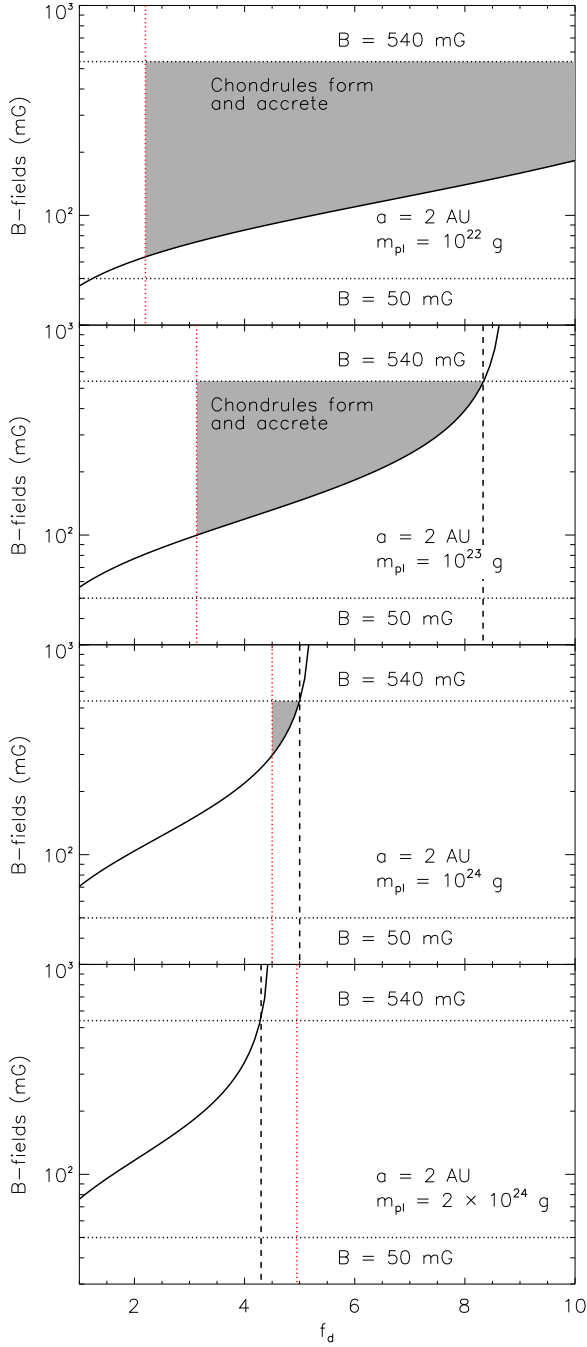 10³
B = 540 mG
Chondrules form
and accrete
B-fields (mG)
10²
a = 2 AU
m_pl = 10²² g
B = 50 mG
10³
B = 540 mG
Chondrules form
and accrete
B-fields (mG)
10²
a = 2 AU
m_pl = 10²³ g
B = 50 mG
10³
B = 540 mG
B-fields (mG)
10²
a = 2 AU
m_pl = 10²⁴ g
B = 50 mG
10³
B = 540 mG
B-fields (mG)
10²
a = 2 AU
m_pl = 2 × 10²⁴ g
B = 50 mG
2 4 6 8 10
f_d